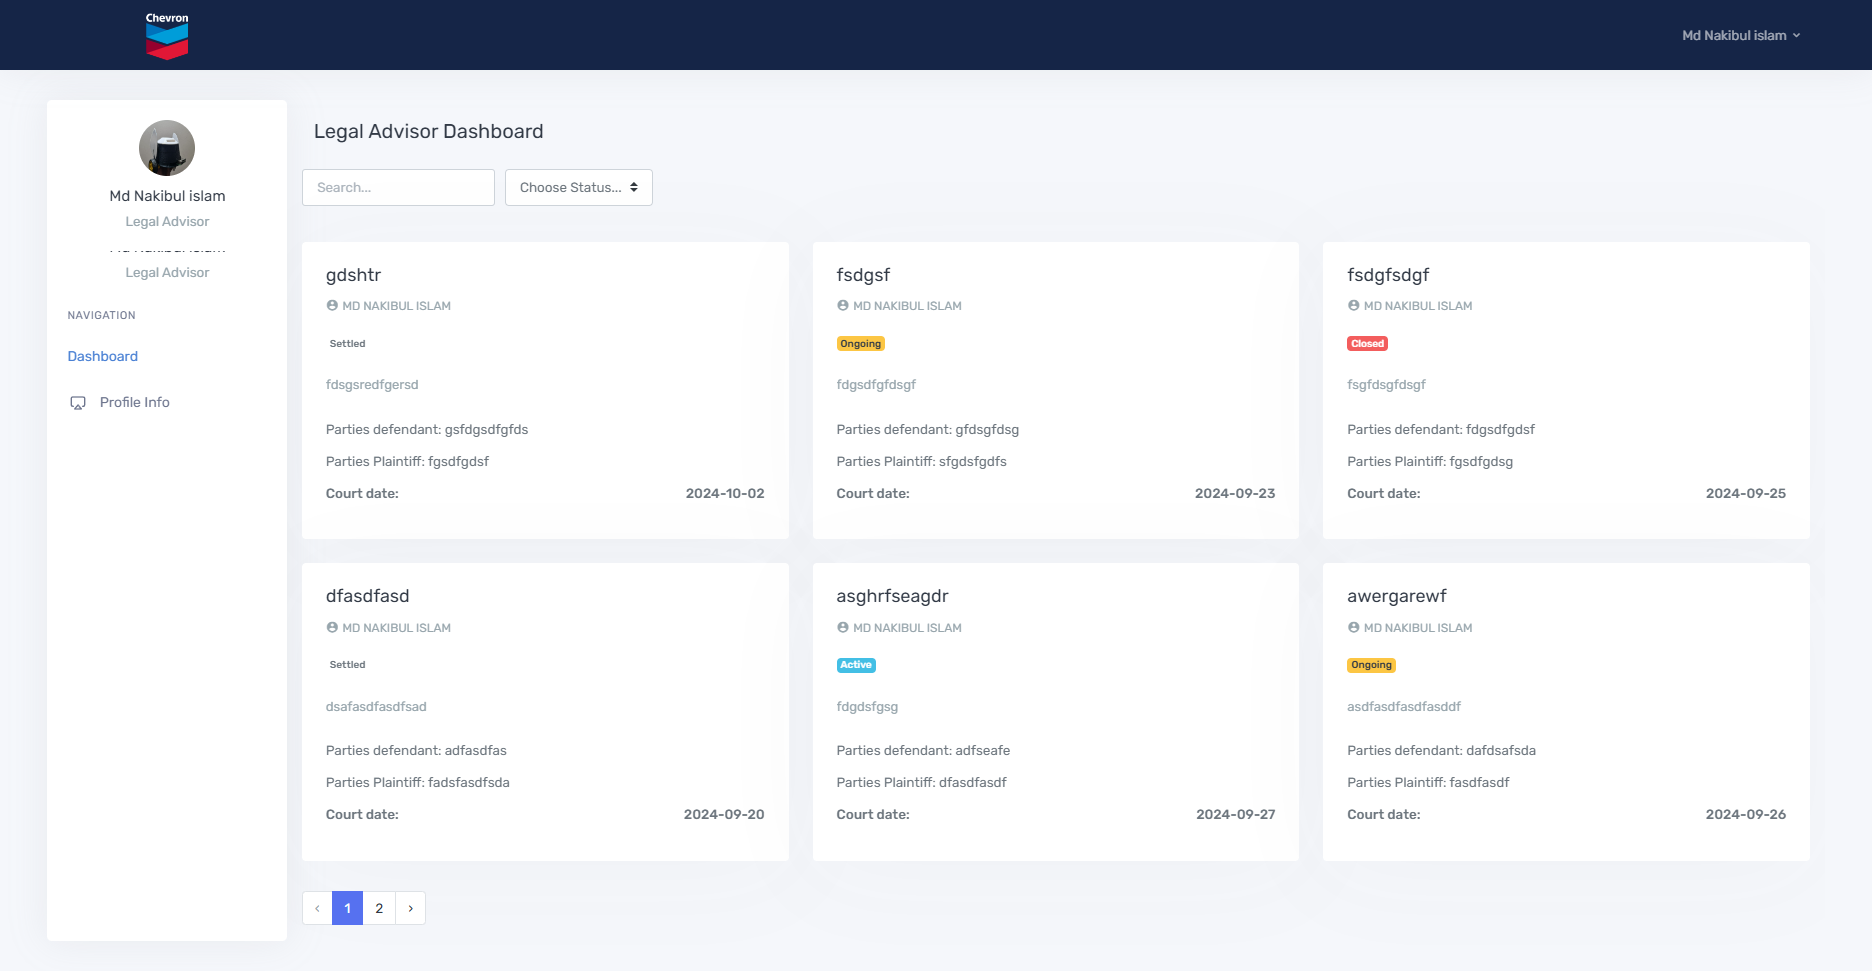 Chevron
Md Nakibul islam
Md Nakibul islam
Legal Advisor
Legal Advisor
NAVIGATION
Dashboard
Profile Info
Legal Advisor Dashboard
Search...
Choose Status...
gdshtr
MD NAKIBUL ISLAM
Settled
fdsgsredfgersd
Parties defendant: gsfdgsdfgfds
Parties Plaintiff: fgsdfgdsf
Court date: 2024-10-02
fsdgsf
MD NAKIBUL ISLAM
Ongoing
fdgsdfgfdsgf
Parties defendant: gfdsgfdsg
Parties Plaintiff: sfgdsfgdfs
Court date: 2024-09-23
fsdgfsdgf
MD NAKIBUL ISLAM
Closed
fsgfdsgfdsgf
Parties defendant: fdgsdfgdsf
Parties Plaintiff: fgsdfgdsg
Court date: 2024-09-25
dfasdfasd
MD NAKIBUL ISLAM
Settled
dsafasdfasdfsad
Parties defendant: adfasdfas
Parties Plaintiff: fadsfasdfsda
Court date: 2024-09-20
asghrfseagdr
MD NAKIBUL ISLAM
Active
fdgdsfgsg
Parties defendant: adfseafe
Parties Plaintiff: dfasdfasdf
Court date: 2024-09-27
awergarewf
MD NAKIBUL ISLAM
Ongoing
asdfasdfasdfasddf
Parties defendant: dafdsafsda
Parties Plaintiff: fasdfasdf
Court date: 2024-09-26
‹ 1 2 ›